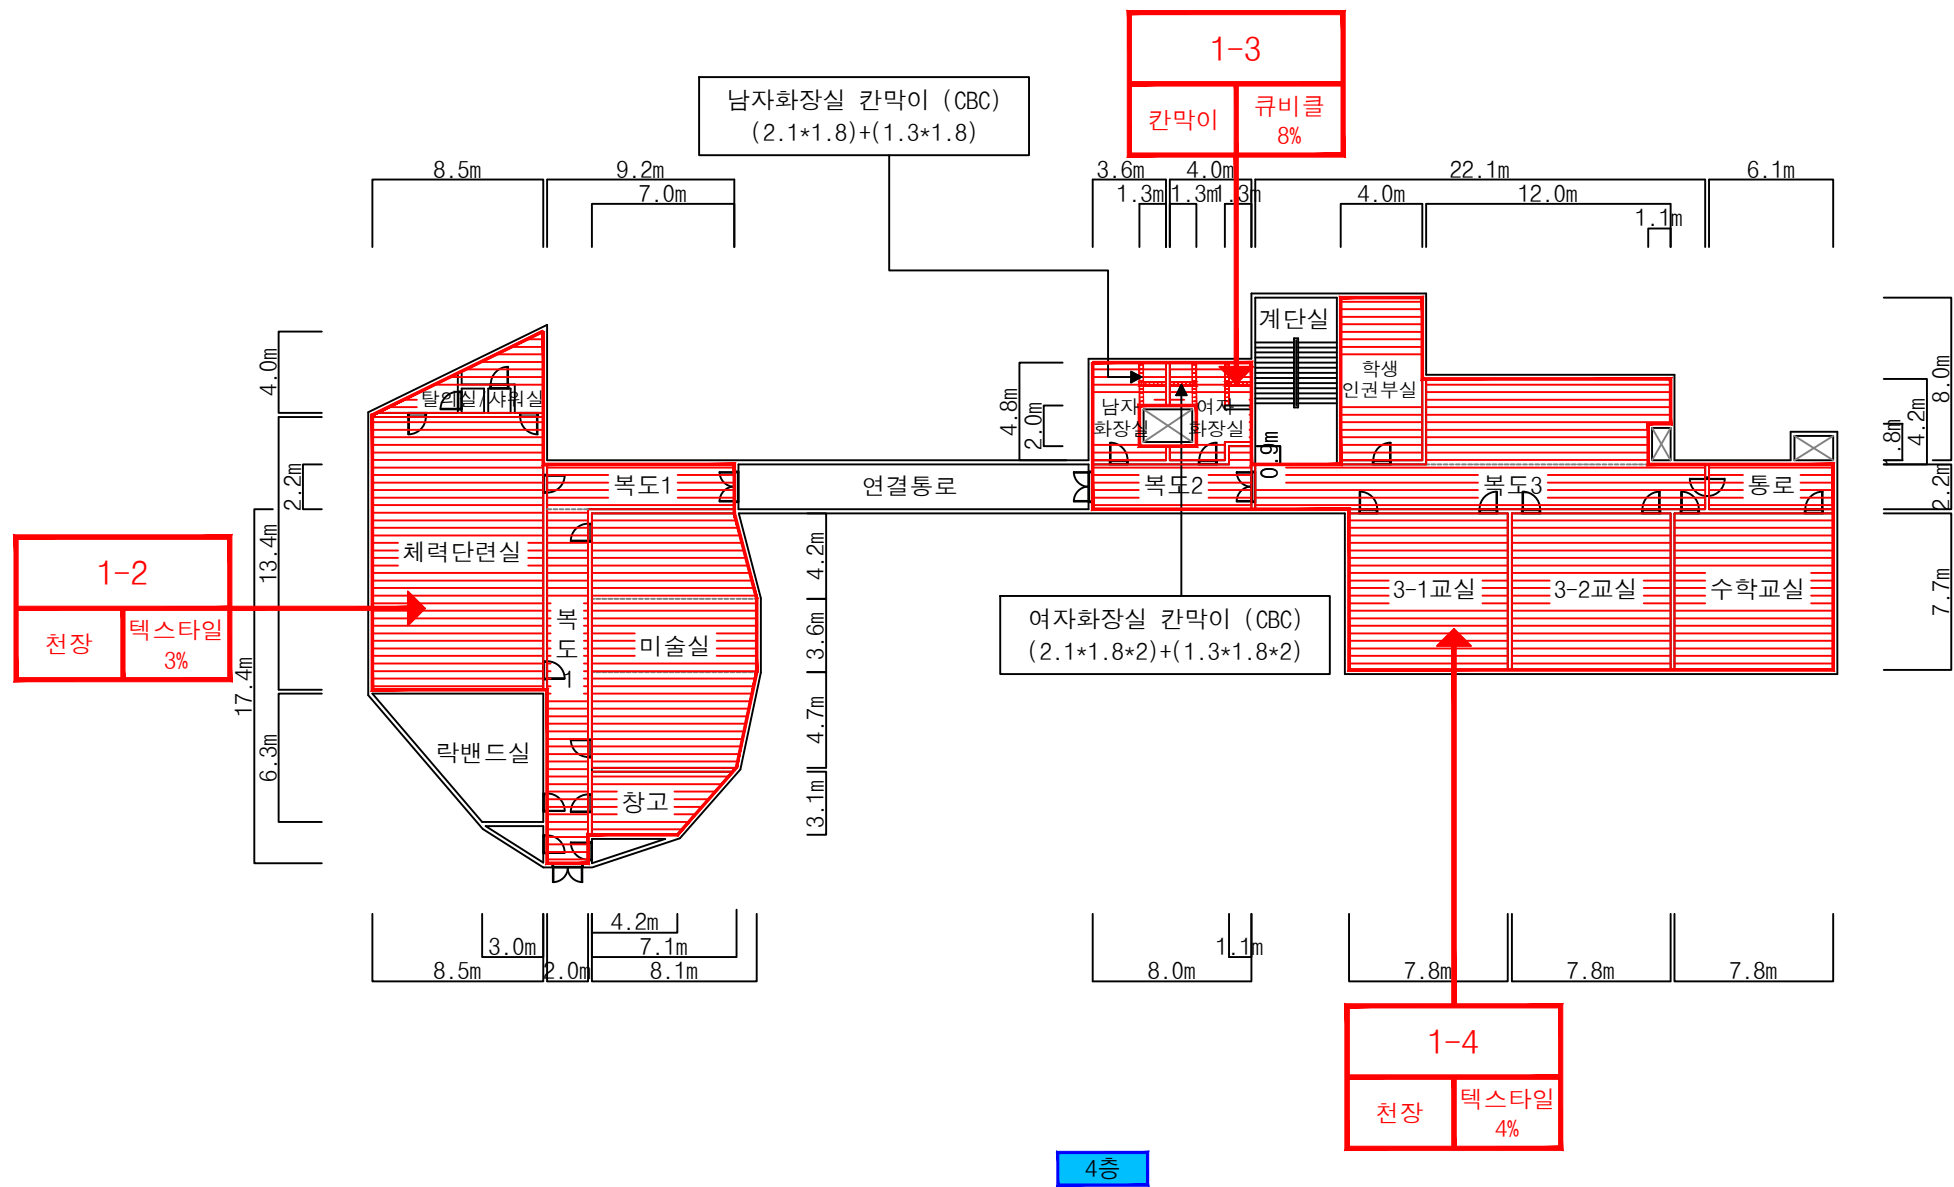 1-3
칸막이
큐비클
8%
남자화장실 칸막이 (CBC)
(2.1*1.8)+(1.3*1.8)
8.5m
9.2m
7.0m
3.6m
4.0m
22.1m
6.1m
1.3m
1.3m
1.3m
4.0m
12.0m
1.1m
4.0m
2.2m
13.4m
17.4m
6.3m
4.8m
2.0m
0.9m
8.0m
4.2m
.8m
2.2m
7.7m
4.2m
3.6m
4.7m
3.1m
계단실
학생
인권부실
탈의실/샤워실
남자
화장실
여자
화장실
복도1
연결통로
복도2
복도3
통로
체력단련실
복
도
1
미술실
3-1교실
3-2교실
수학교실
락밴드실
창고
1-2
천장
텍스타일
3%
여자화장실 칸막이 (CBC)
(2.1*1.8*2)+(1.3*1.8*2)
4.2m
3.0m
7.1m
8.5m
2.0m
8.1m
1.1m
8.0m
7.8m
7.8m
7.8m
1-4
천장
텍스타일
4%
4층